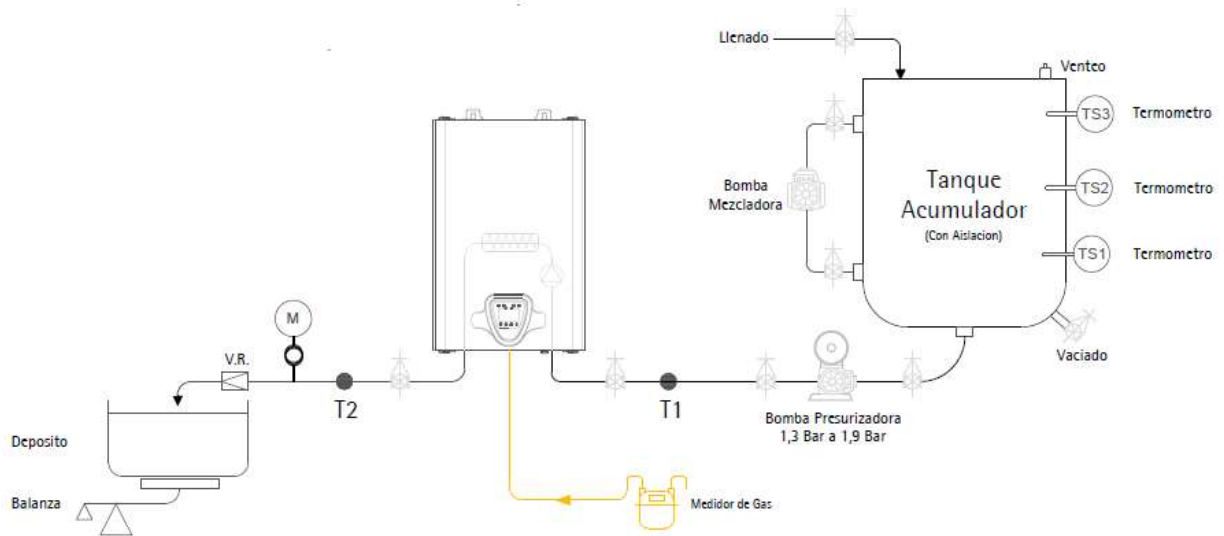 Llenado
Venteo
TS3
Termometro
Bomba
Mezcladora
Tanque
Acumulador
(Con Aislacion)
TS2
Termometro
TS1
Termometro
M
V.R.
Vaciado
T2
T1
Bomba Presurizadora
1,3 Bar a 1,9 Bar
Deposito
Balanza
Medidor de Gas